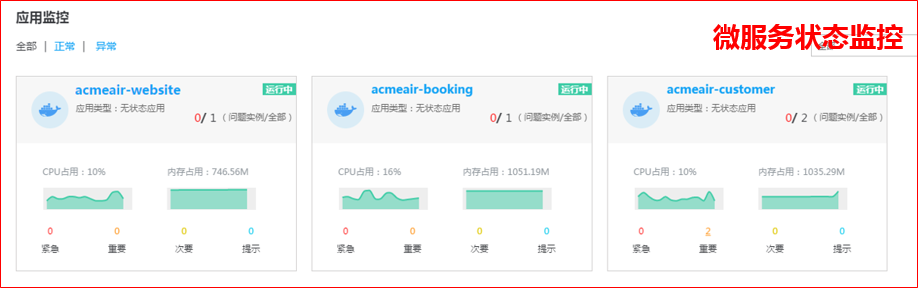 应用监控
微服务状态监控
全部 | 正常 | 异常
acmeair-website
运行中
应用类型：无状态应用
0/ 1（问题实例/全部）
CPU占用：10%
内存占用：746.56M
0 0 0 0
紧急 重要 次要 提示
acmeair-booking
运行中
应用类型：无状态应用
0/ 1（问题实例/全部）
CPU占用：16%
内存占用：1051.19M
0 0 0 0
紧急 重要 次要 提示
acmeair-customer
运行中
应用类型：无状态应用
0/ 2（问题实例/全部）
CPU占用：10%
内存占用：1035.29M
0 2 0 0
紧急 重要 次要 提示